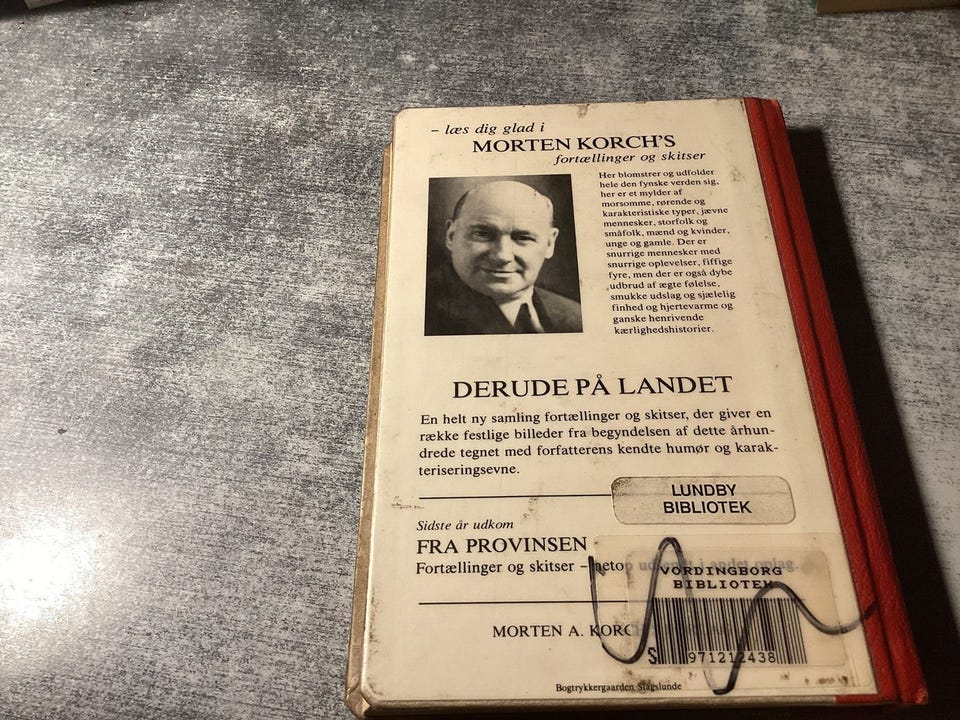 – læs dig glad i
MORTEN KORCH'S
fortællinger og skitser
Her blomstrer og udfolder
hele den fynske verden sig,
her er et mylder af
morsomme, rørende og
karakteristiske typer, jævne
mennesker, storfolk og
småfolk, mænd og kvinder,
unge og gamle. Der er
snurrige mennesker med
snurrige oplevelser, fiffige
fyre, men der er også dybe
udbrud af ægte følelse,
smukke udslag og sjælelig
finhed og hjertevarme og
ganske henrivende
kærlighedshistorier.
DERUDE PÅ LANDET
En helt ny samling fortællinger og skitser, der giver en
række festlige billeder fra begyndelsen af dette århun-
drede tegnet med forfatterens kendte humør og karak-
teriseringsevne.
LUNDBY
BIBLIOTEK
Sidste år udkom
FRA PROVINSEN
Fortællinger og skitser – netop udkommet i andet oplag.
VORDINGBORG
BIBLIOTEK
MORTEN A. KORCH
S 971212438
Bogtrykkergaarden Slagslunde